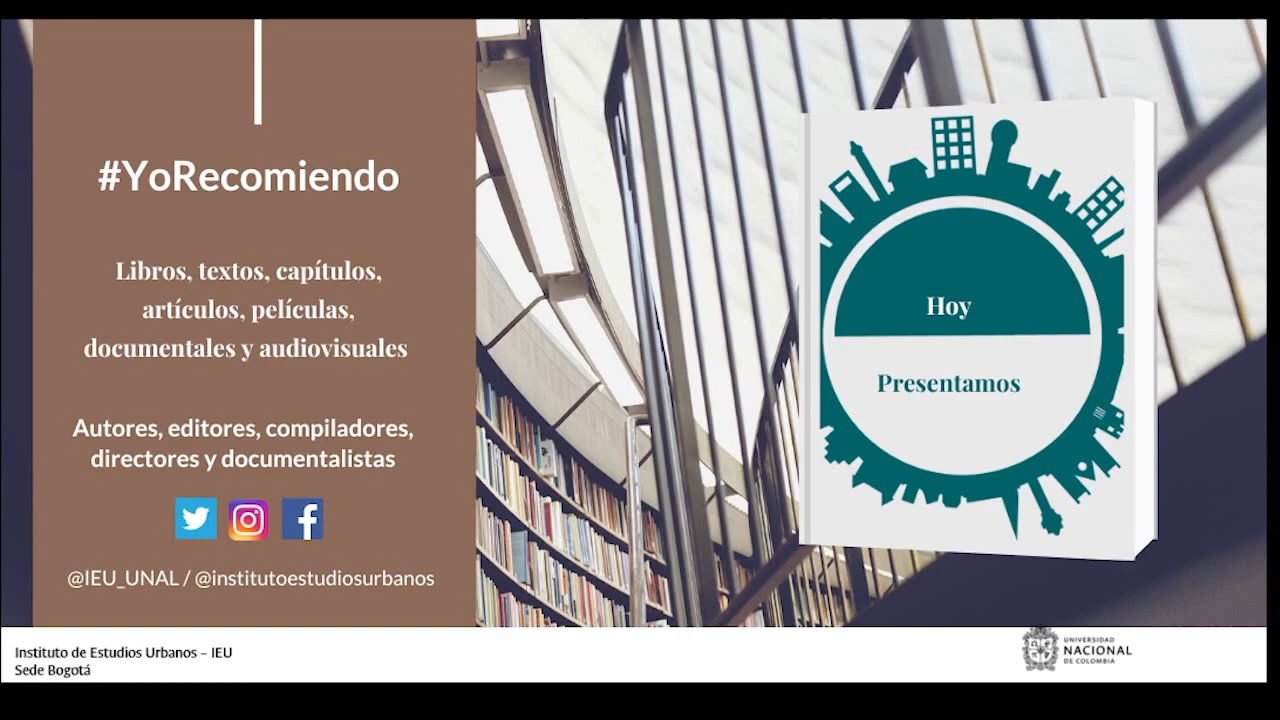 #YoRecomiendo
Libros, textos, capítulos,
artículos, películas,
documentales y audiovisuales
Autores, editores, compiladores,
directores y documentalistas
@IEU_UNAL / @institutoestudiosurbanos
Hoy
Presentamos
Instituto de Estudios Urbanos – IEU
Sede Bogotá
UNIVERSIDAD
NACIONAL
DE COLOMBIA